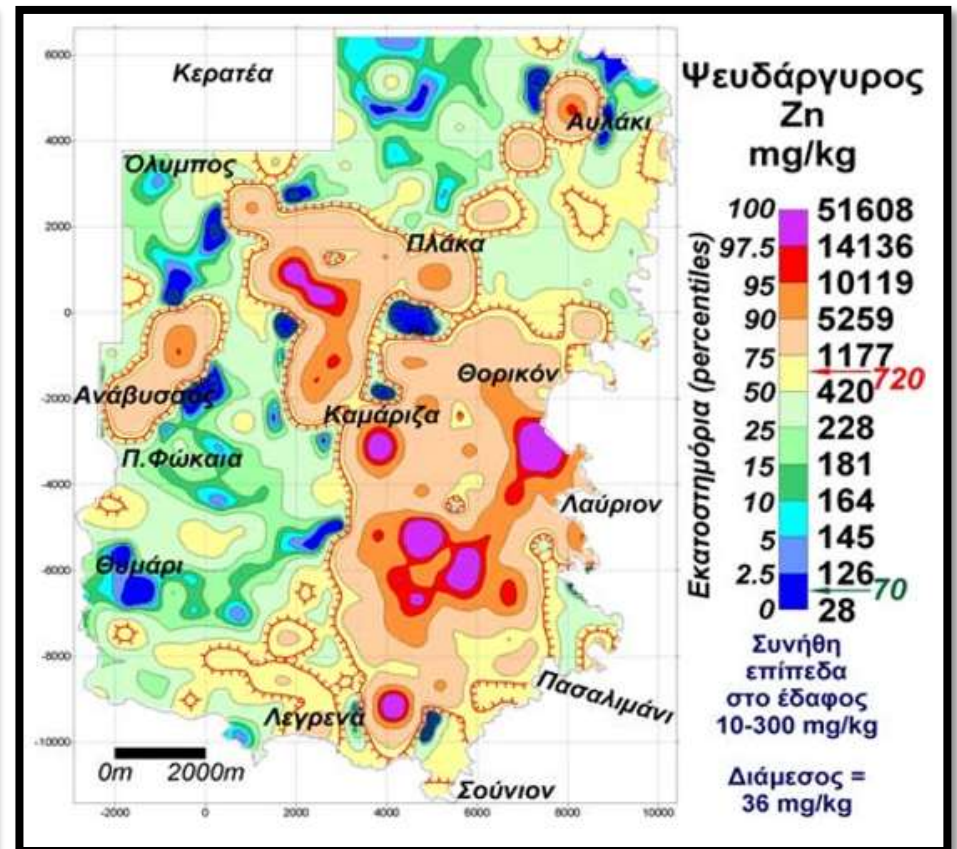 Κερατέα
Αυλάκι
Όλυμπος
Πλάκα
Θορικόν
Ανάβυσσος
Καμάριζα
Π.Φώκαια
Λαύριον
Θυμάρι
Πασαλιμάνι
Λεγρενά
Σούνιον
0m 2000m
6000
4000
2000
0
-2000
-4000
-6000
-8000
-10000
-2000 0 2000 4000 6000 8000 10000
Ψευδάργυρος
Zn
mg/kg
Εκατοστημόρια (percentiles)
100 51608
97.5 14136
95 10119
90 5259
75 1177
720
50 420
25 228
15 181
10 164
5 145
2.5 126
70
0 28
Συνήθη
επίπεδα
στο έδαφος
10-300 mg/kg
Διάμεσος =
36 mg/kg